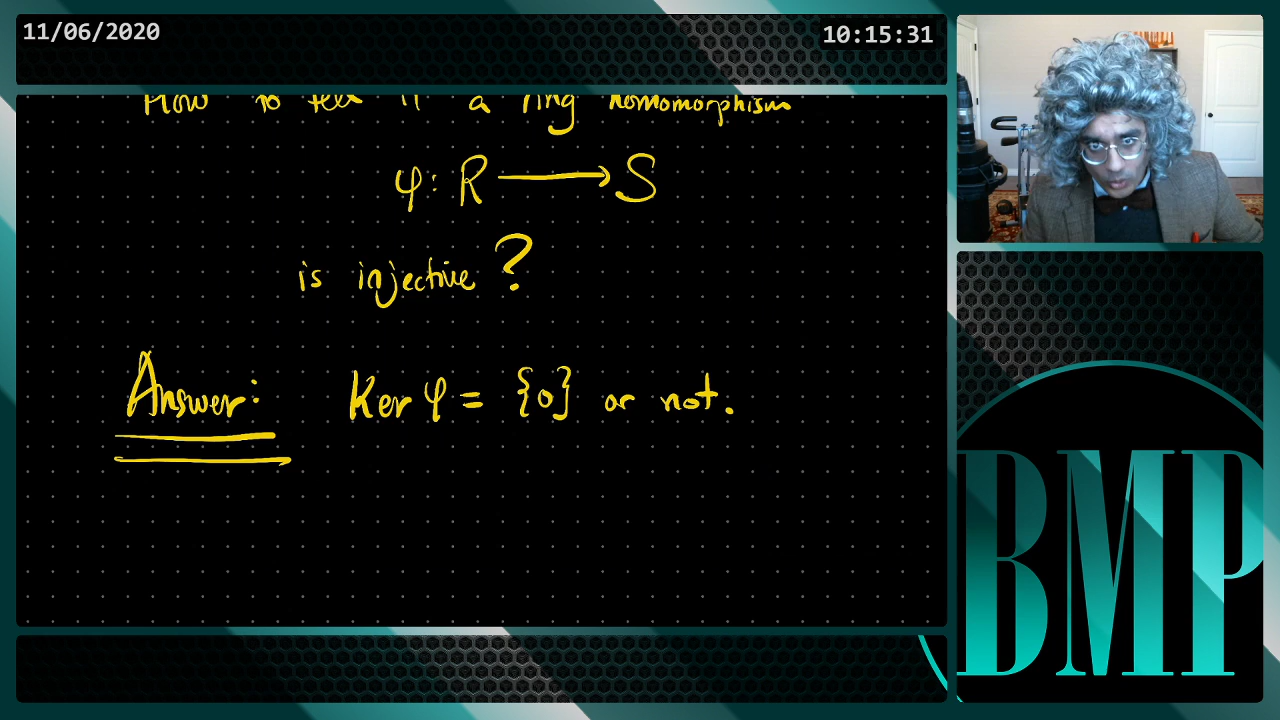 11/06/2020
10:15:31
How to tell if a ring homomorphism
φ: R ⟶ S
is injective ?
Answer: Ker φ = {0} or not.
BMP